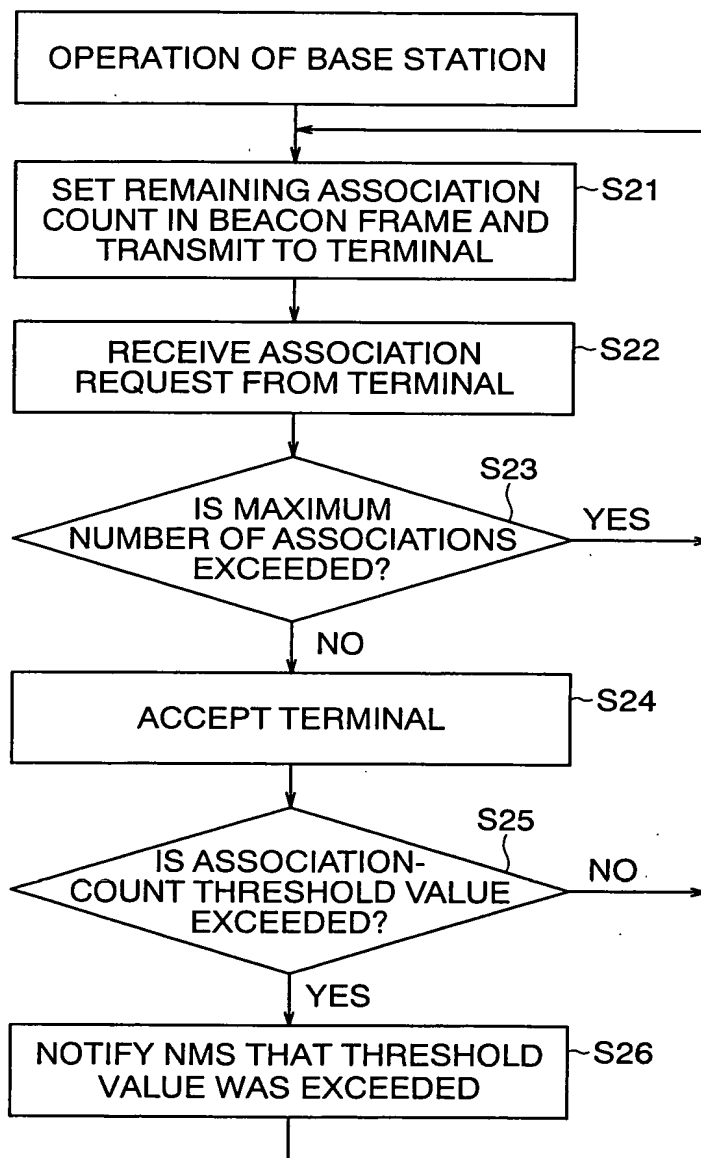 OPERATION OF BASE STATION
SET REMAINING ASSOCIATION
COUNT IN BEACON FRAME AND
TRANSMIT TO TERMINAL
S21
RECEIVE ASSOCIATION
REQUEST FROM TERMINAL
S22
S23
IS MAXIMUM
NUMBER OF ASSOCIATIONS
EXCEEDED?
YES
NO
ACCEPT TERMINAL
S24
S25
IS ASSOCIATION-
COUNT THRESHOLD VALUE
EXCEEDED?
NO
YES
NOTIFY NMS THAT THRESHOLD
VALUE WAS EXCEEDED
S26